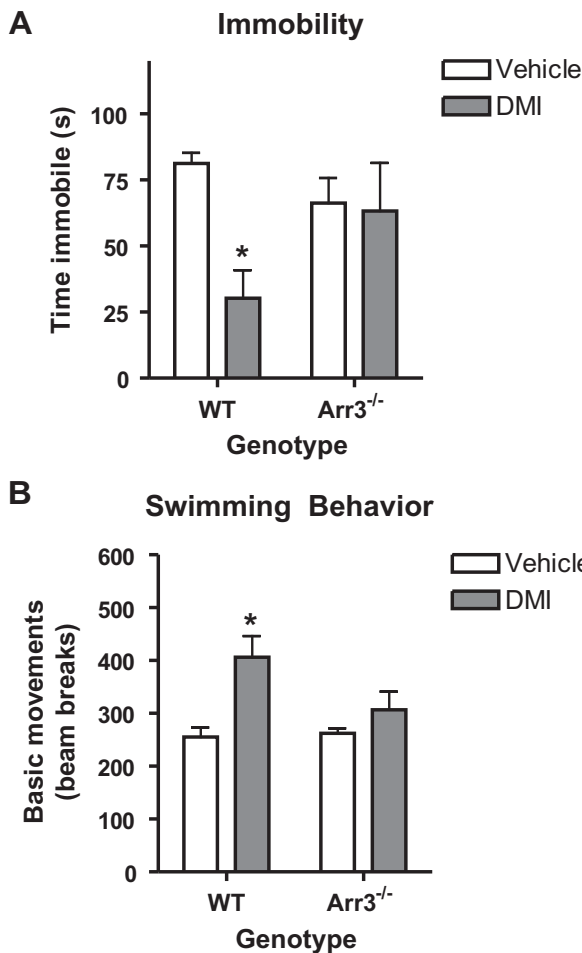 A
Immobility
Vehicle
DMI
Time immobile (s)
100
75
50
25
0
*
WT
Arr3-/-
Genotype
B
Swimming Behavior
Vehicle
DMI
Basic movements
(beam breaks)
600
500
400
300
200
100
0
*
WT
Arr3-/-
Genotype